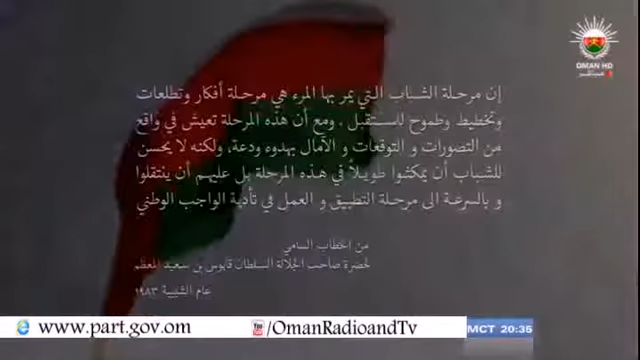 OMAN HD
مباشر
إن مرحلة الشباب التي يمر بها المرء هي مرحلة أفكار وتطلعات
وتخطيط وطموح للمستقبل . ومع أن هذه المرحلة تعيش في واقع
من التصورات و التوقعات و الآمال بهدوء ودعة، ولكنه لا يحسن
للشباب أن يمكثوا طويلاً في هذه المرحلة بل عليهم أن ينتقلوا
و بالسرعة الى مرحلة التطبيق و العمل في تأدية الواجب الوطني
من الخطاب السامي
لحضرة صاحب الجلالة السلطان قابوس بن سعيد المعظم
عام الشبيبة ١٩٨٣
www.part.gov.om
You Tube /OmanRadioandTv
MCT 20:35